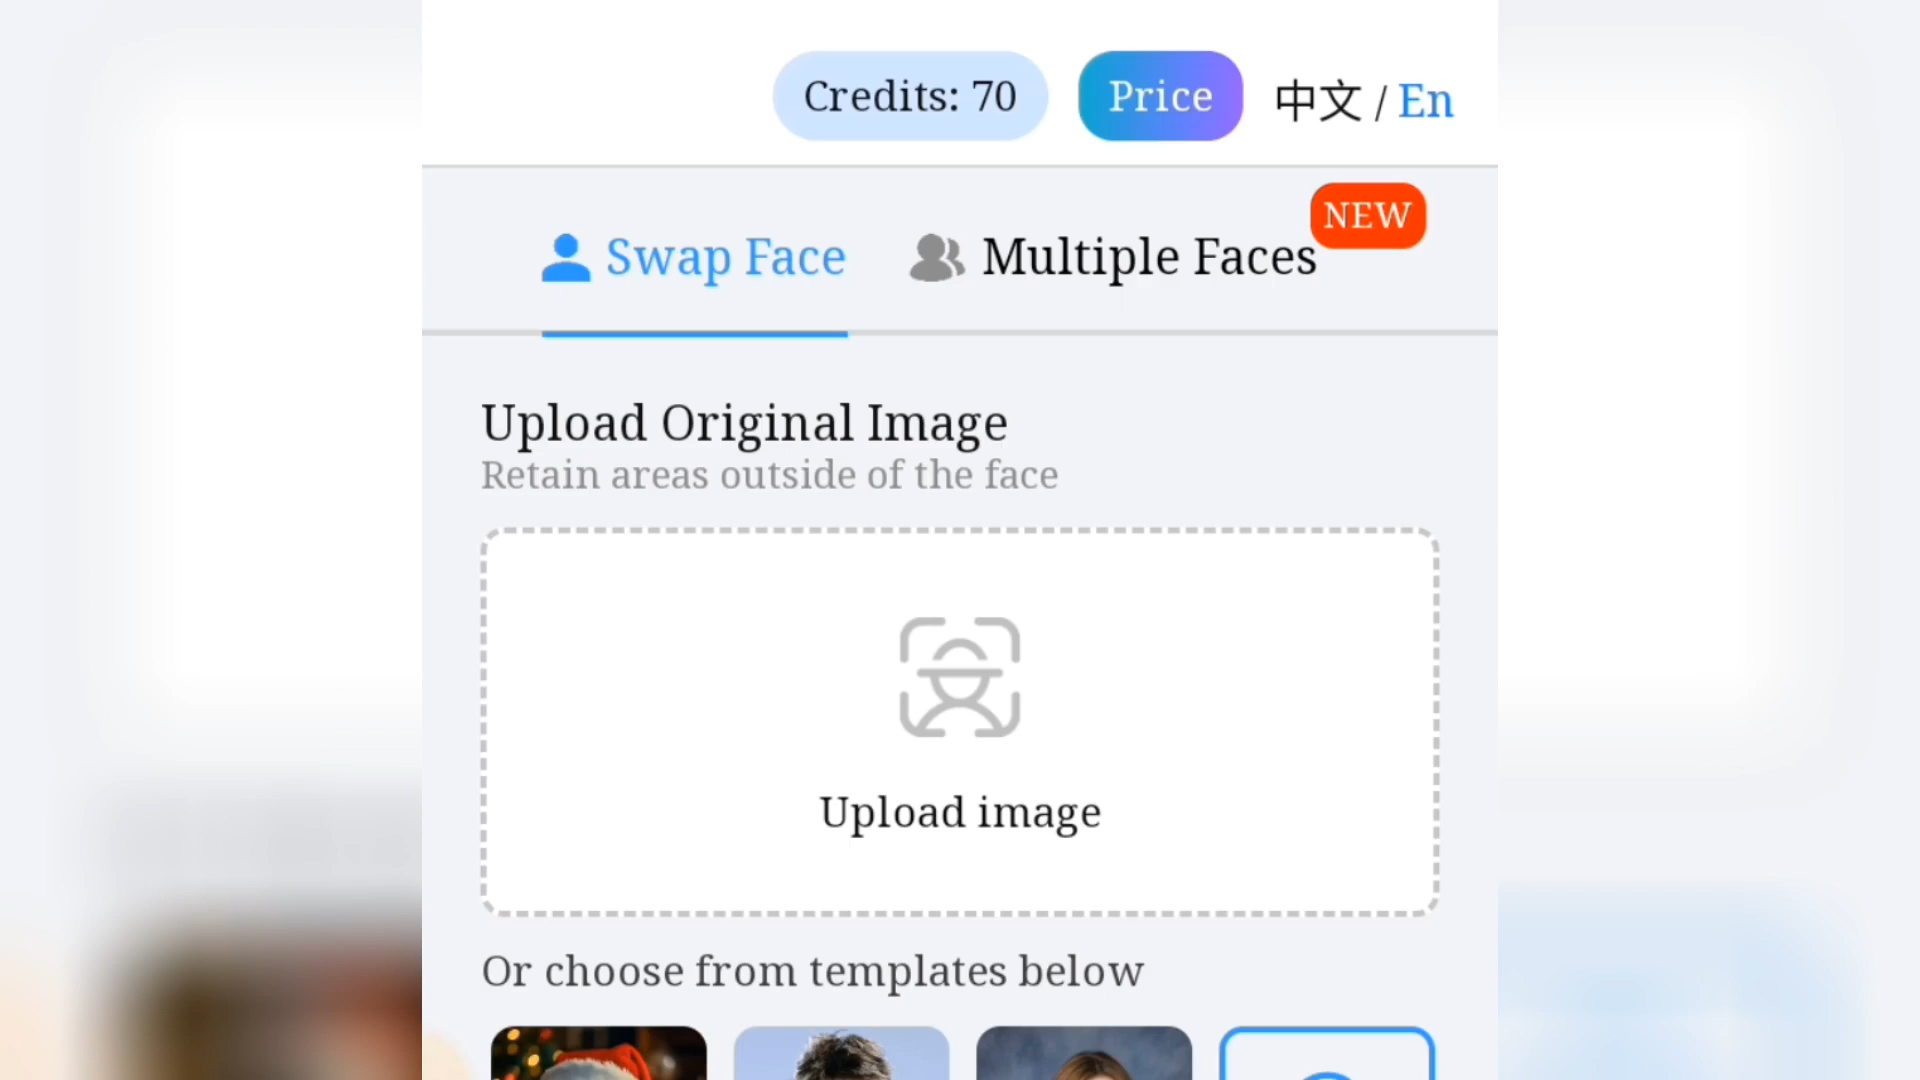 Credits: 70
Price
中文 / En
NEW
Swap Face
Multiple Faces
Upload Original Image
Retain areas outside of the face
Upload image
Or choose from templates below